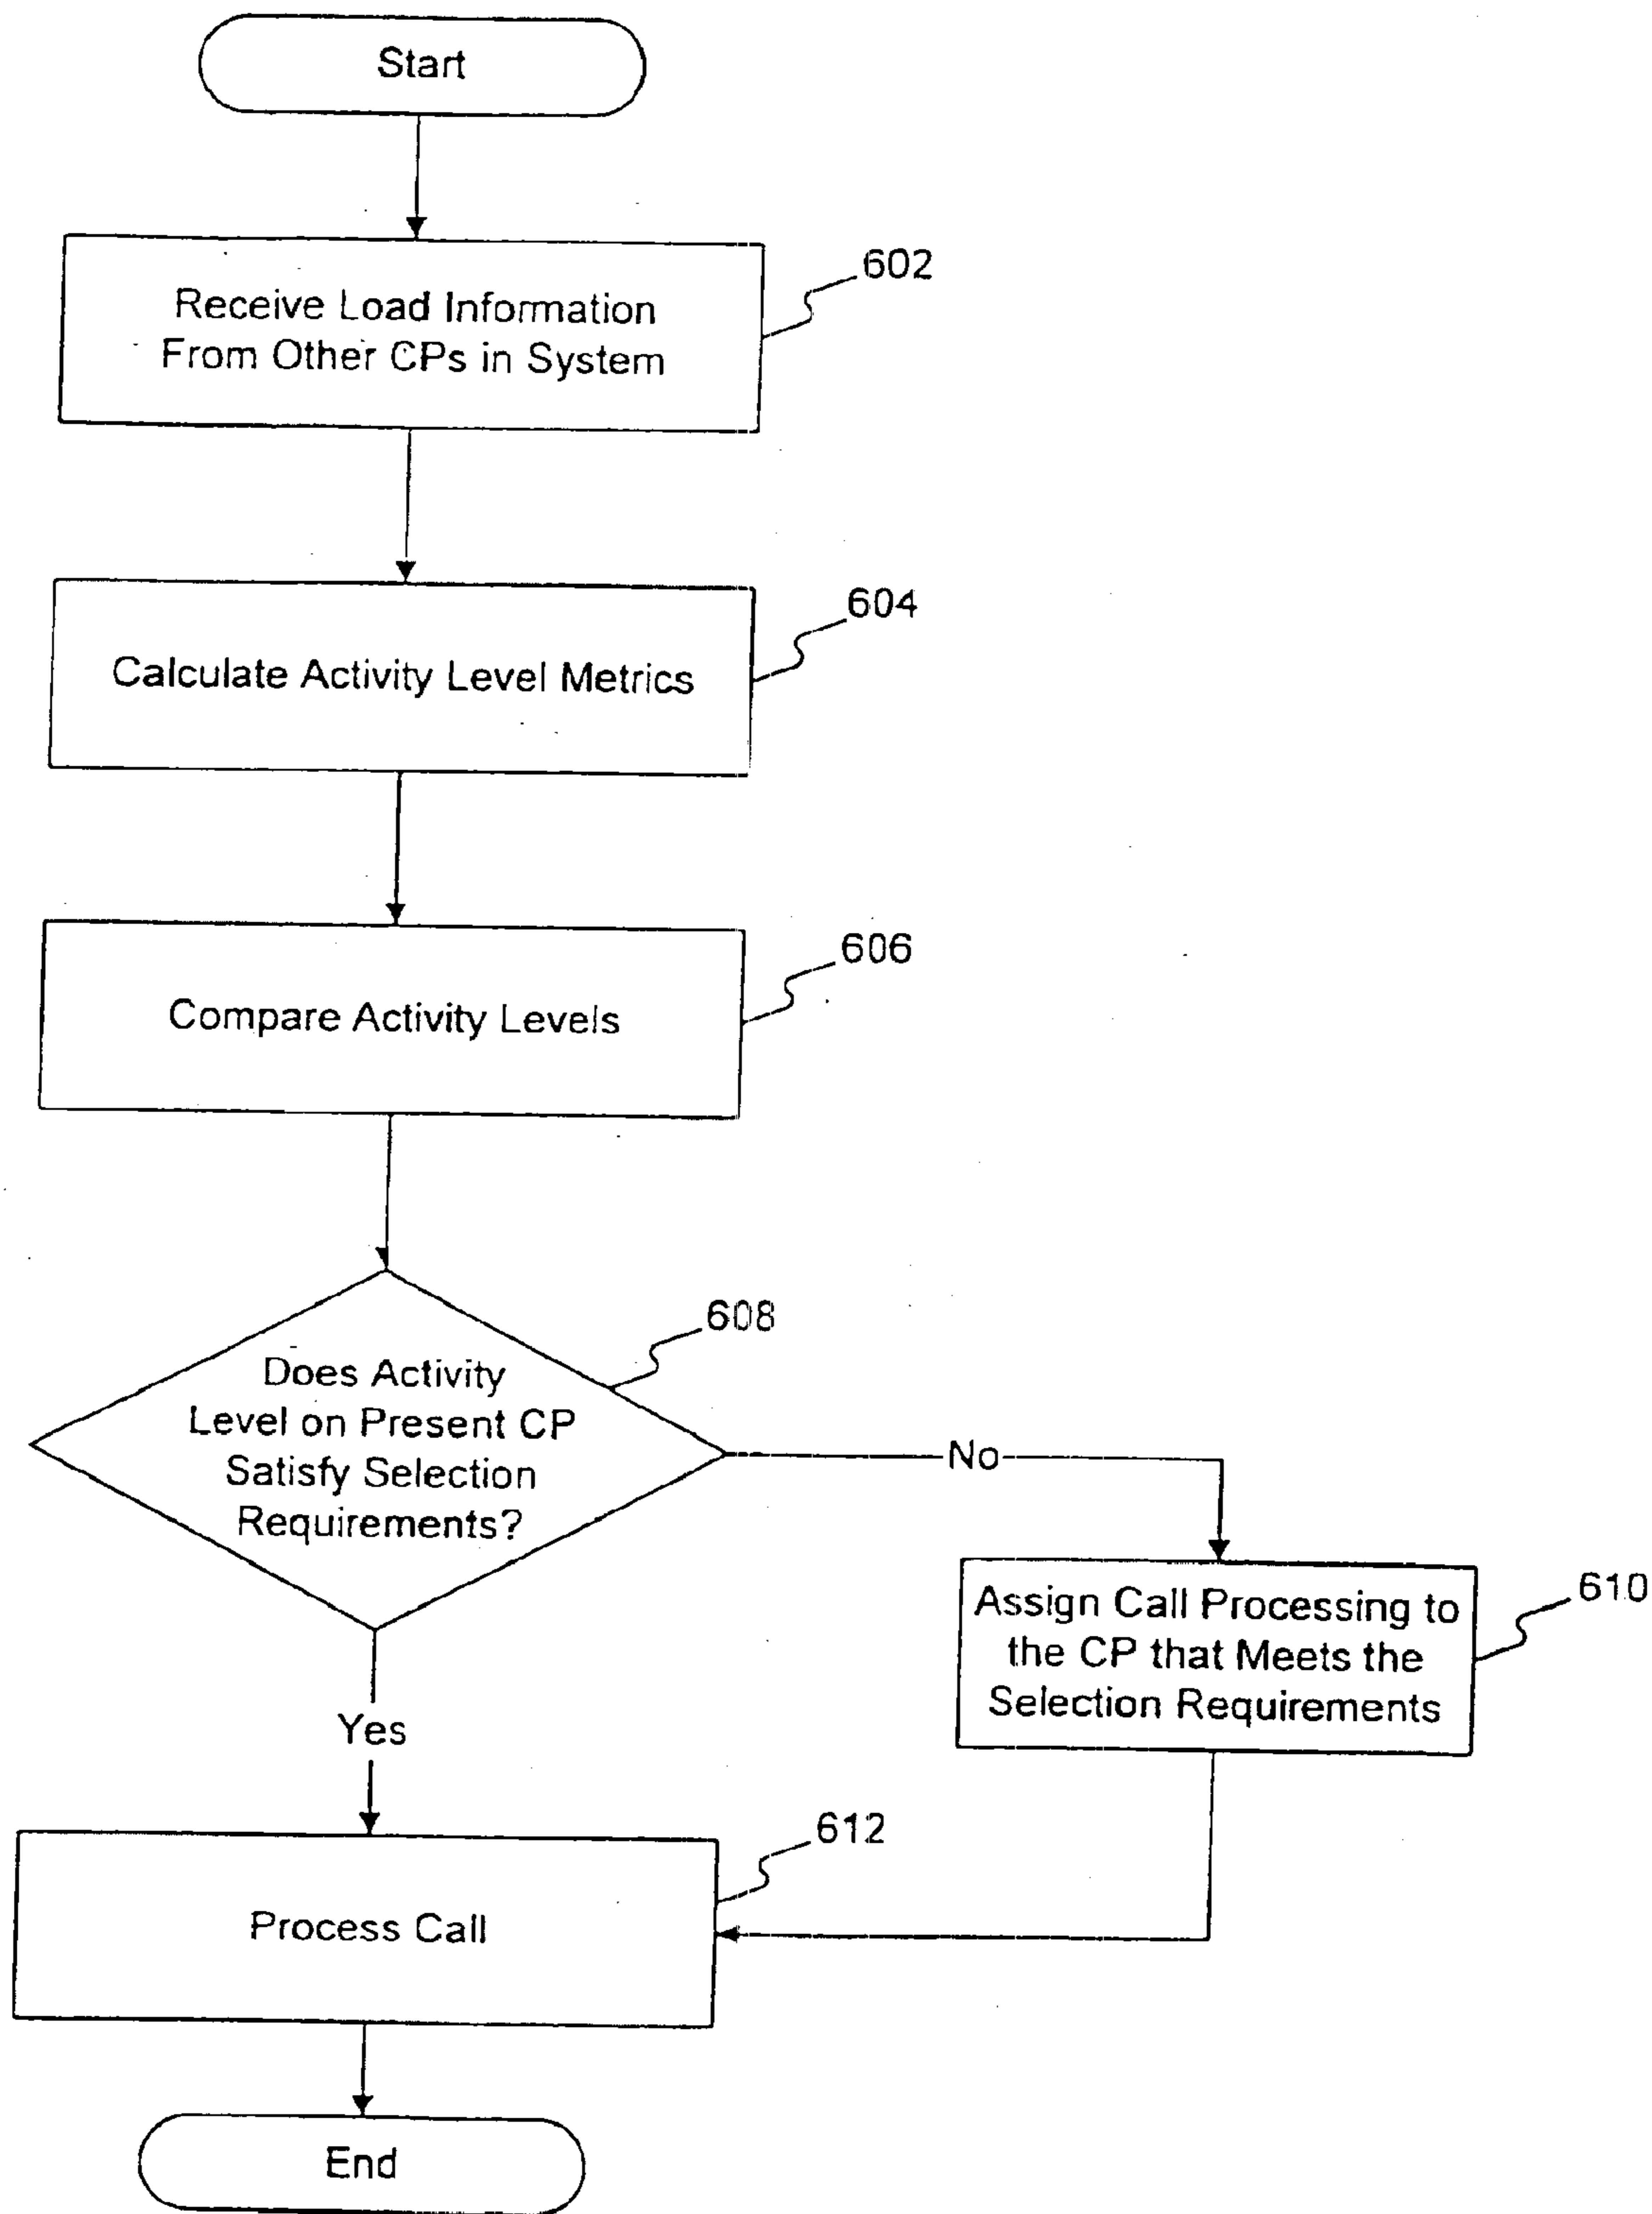 Start
602
Receive Load Information
From Other CPs in System
604
Calculate Activity Level Metrics
606
Compare Activity Levels
608
Does Activity
Level on Present CP
Satisfy Selection
Requirements?
No
610
Assign Call Processing to
the CP that Meets the
Selection Requirements
Yes
612
Process Call
End